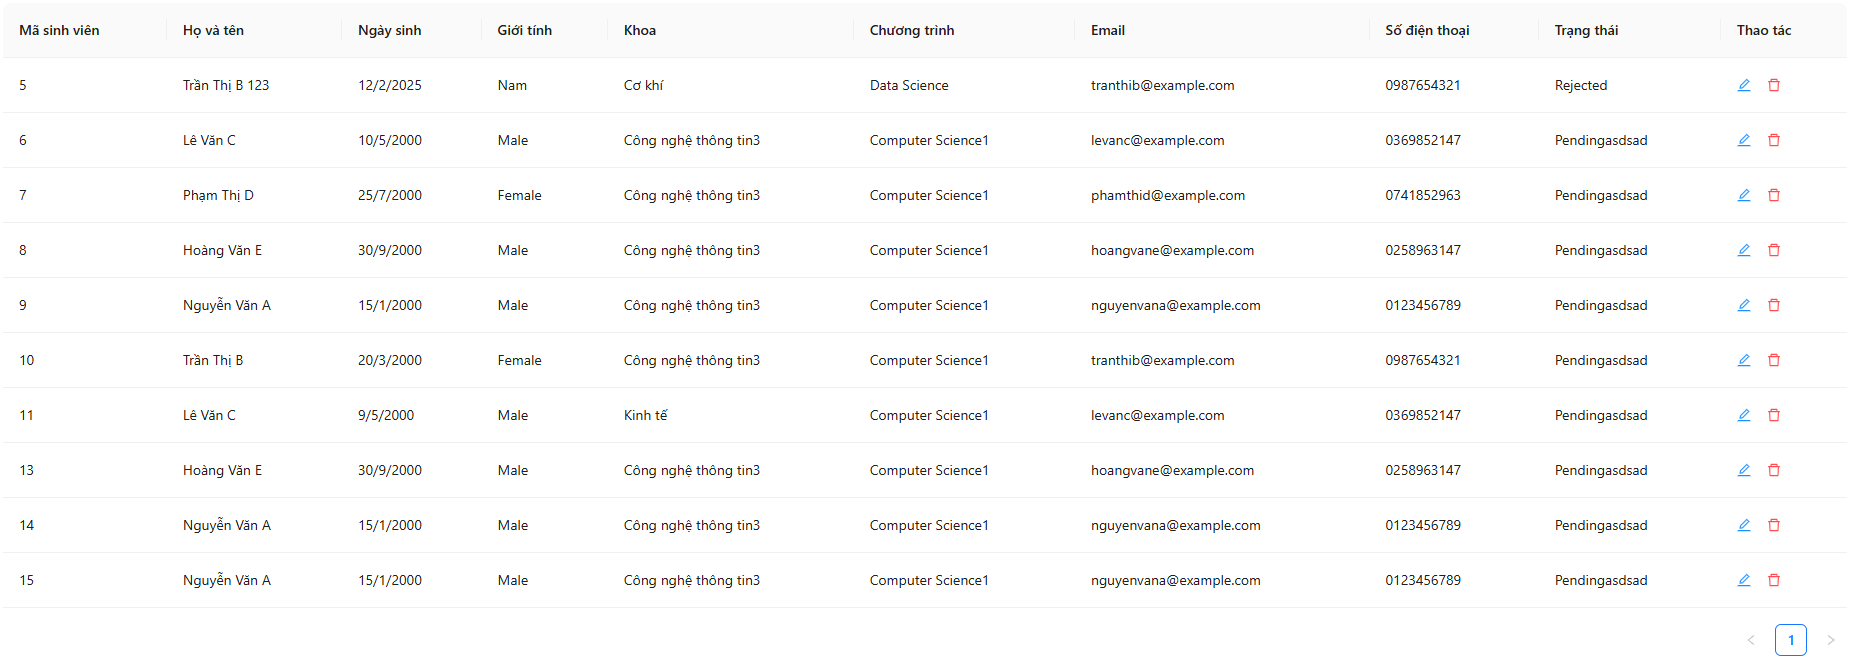 Mã sinh viên Họ và tên Ngày sinh Giới tính Khoa Chương trình Email Số điện thoại Trạng thái Thao tác
5 Trần Thị B 123 12/2/2025 Nam Cơ khí Data Science tranthib@example.com 0987654321 Rejected
6 Lê Văn C 10/5/2000 Male Công nghệ thông tin3 Computer Science1 levanc@example.com 0369852147 Pendingasdsad
7 Phạm Thị D 25/7/2000 Female Công nghệ thông tin3 Computer Science1 phamthid@example.com 0741852963 Pendingasdsad
8 Hoàng Văn E 30/9/2000 Male Công nghệ thông tin3 Computer Science1 hoangvane@example.com 0258963147 Pendingasdsad
9 Nguyễn Văn A 15/1/2000 Male Công nghệ thông tin3 Computer Science1 nguyenvana@example.com 0123456789 Pendingasdsad
10 Trần Thị B 20/3/2000 Female Công nghệ thông tin3 Computer Science1 tranthib@example.com 0987654321 Pendingasdsad
11 Lê Văn C 9/5/2000 Male Kinh tế Computer Science1 levanc@example.com 0369852147 Pendingasdsad
13 Hoàng Văn E 30/9/2000 Male Công nghệ thông tin3 Computer Science1 hoangvane@example.com 0258963147 Pendingasdsad
14 Nguyễn Văn A 15/1/2000 Male Công nghệ thông tin3 Computer Science1 nguyenvana@example.com 0123456789 Pendingasdsad
15 Nguyễn Văn A 15/1/2000 Male Công nghệ thông tin3 Computer Science1 nguyenvana@example.com 0123456789 Pendingasdsad
1